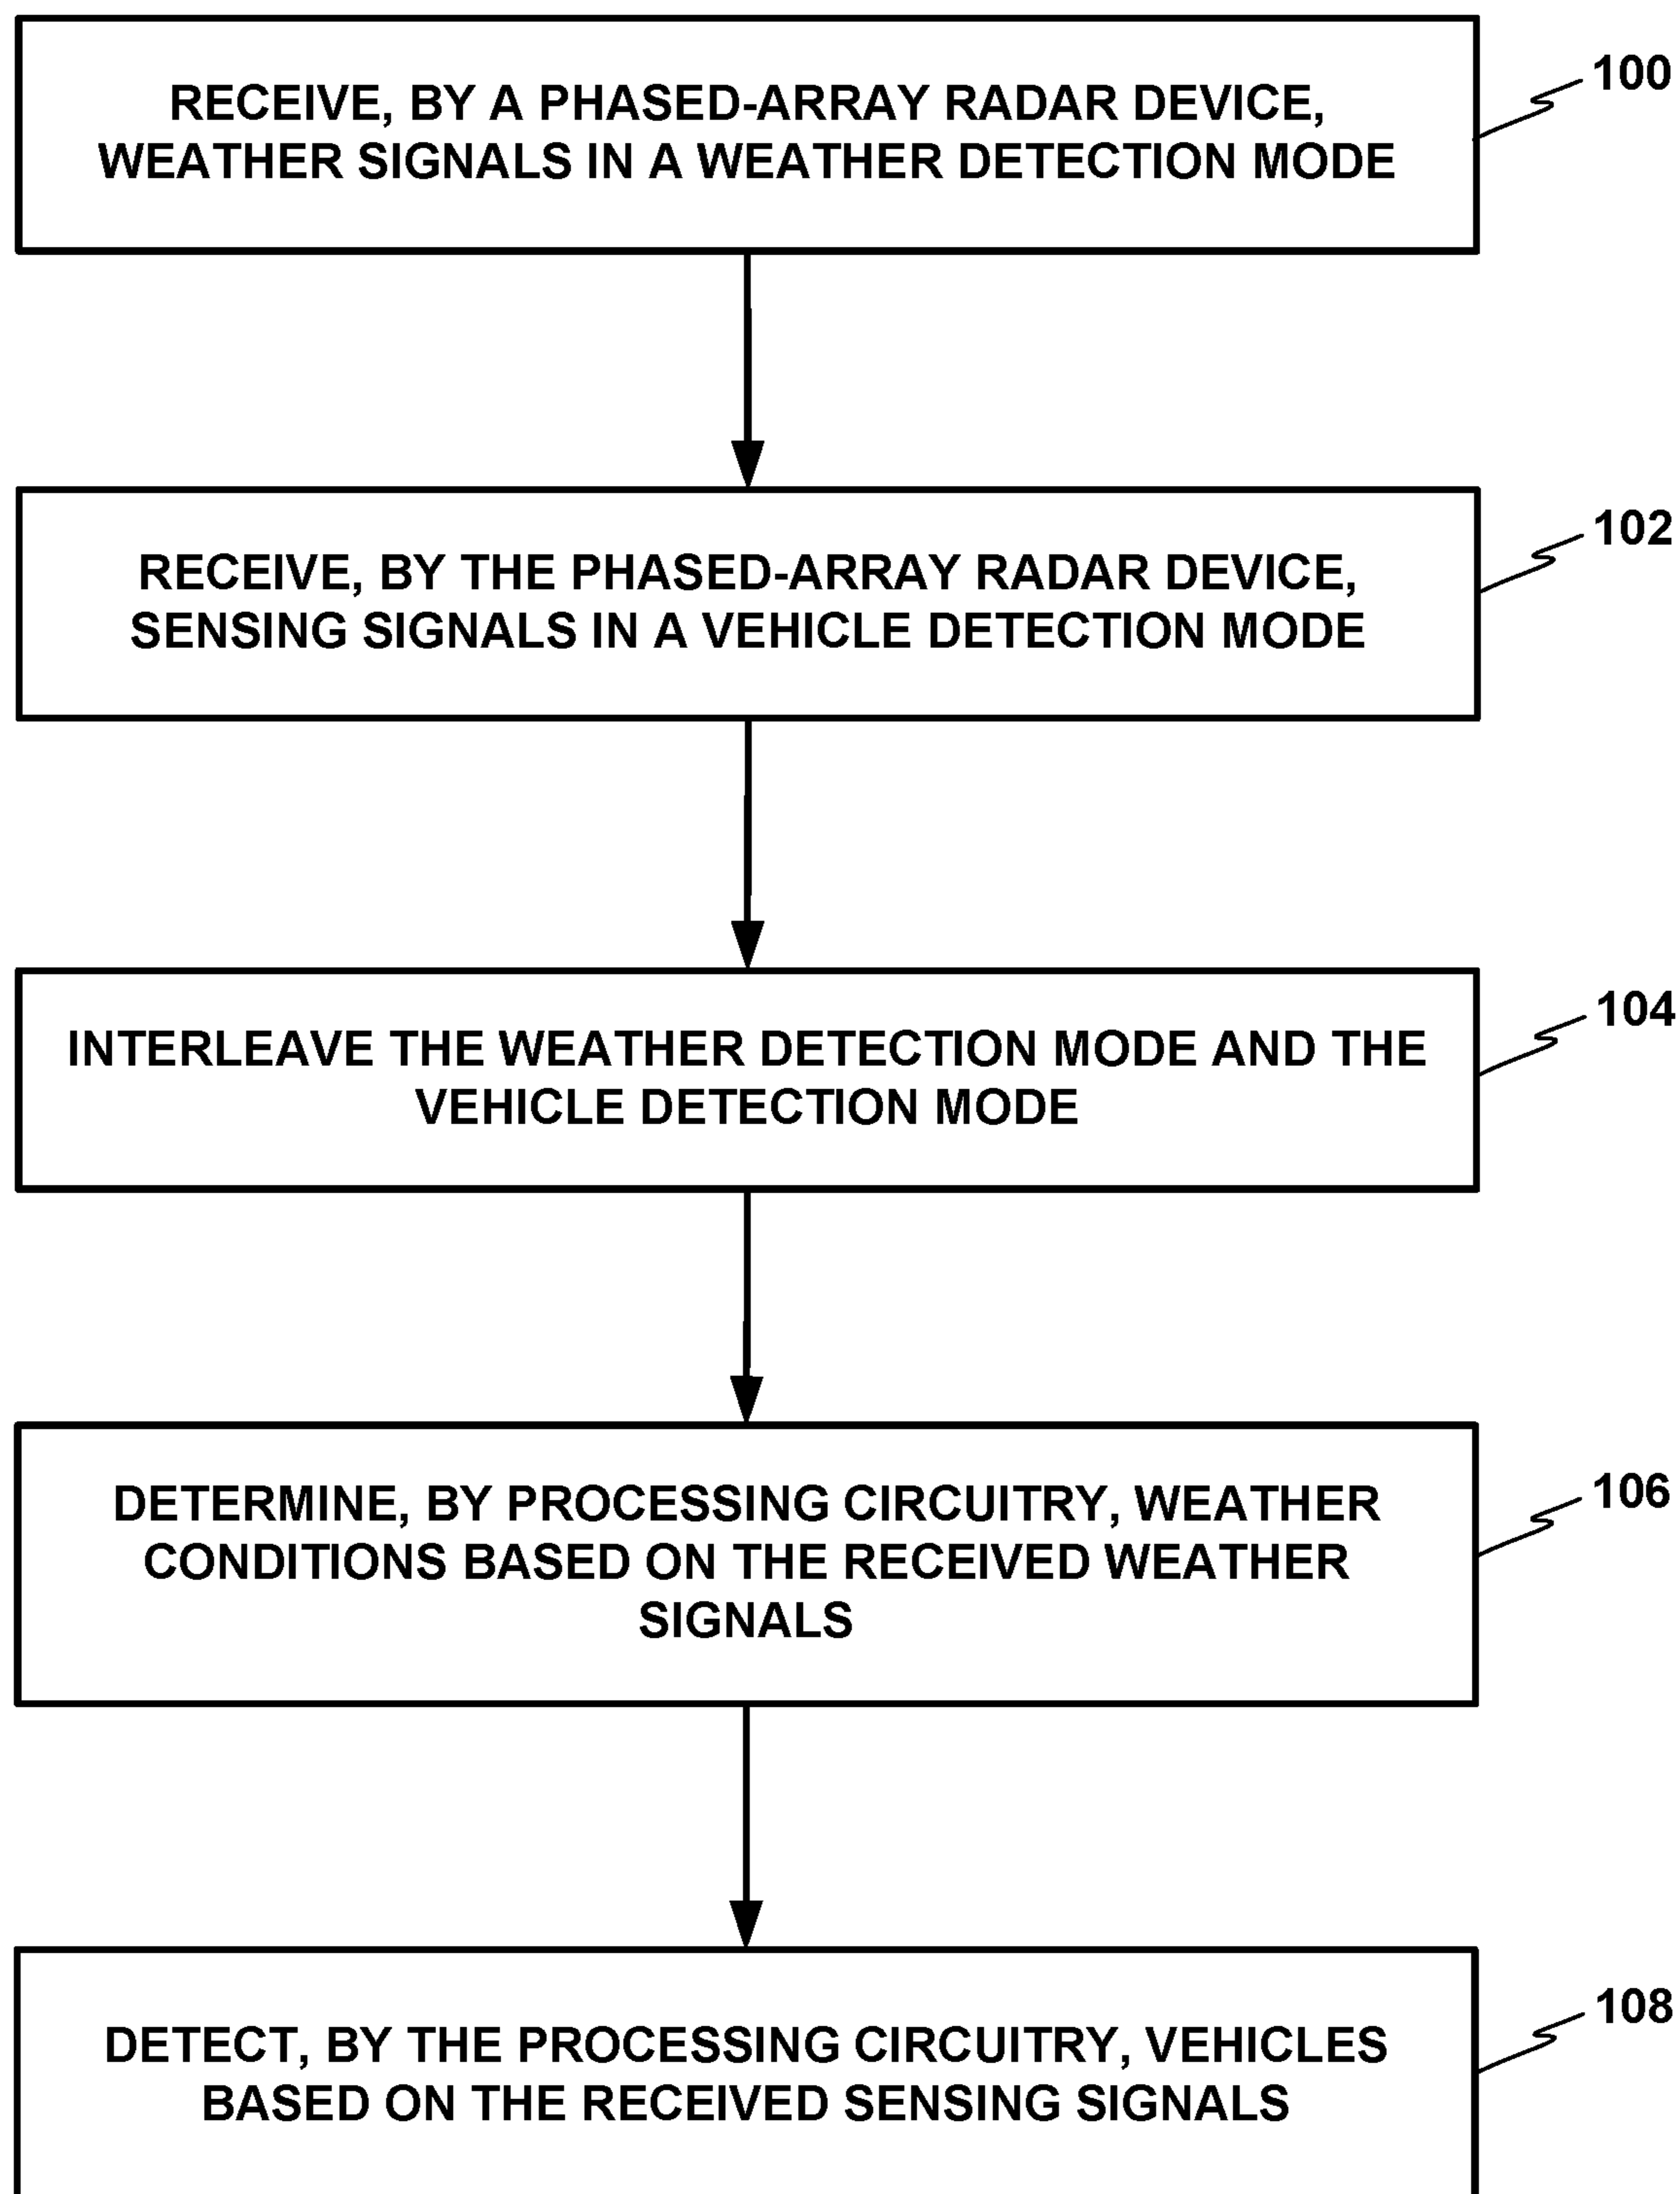 RECEIVE, BY A PHASED-ARRAY RADAR DEVICE,
WEATHER SIGNALS IN A WEATHER DETECTION MODE
100
RECEIVE, BY THE PHASED-ARRAY RADAR DEVICE,
SENSING SIGNALS IN A VEHICLE DETECTION MODE
102
INTERLEAVE THE WEATHER DETECTION MODE AND THE
VEHICLE DETECTION MODE
104
DETERMINE, BY PROCESSING CIRCUITRY, WEATHER
CONDITIONS BASED ON THE RECEIVED WEATHER
SIGNALS
106
DETECT, BY THE PROCESSING CIRCUITRY, VEHICLES
BASED ON THE RECEIVED SENSING SIGNALS
108